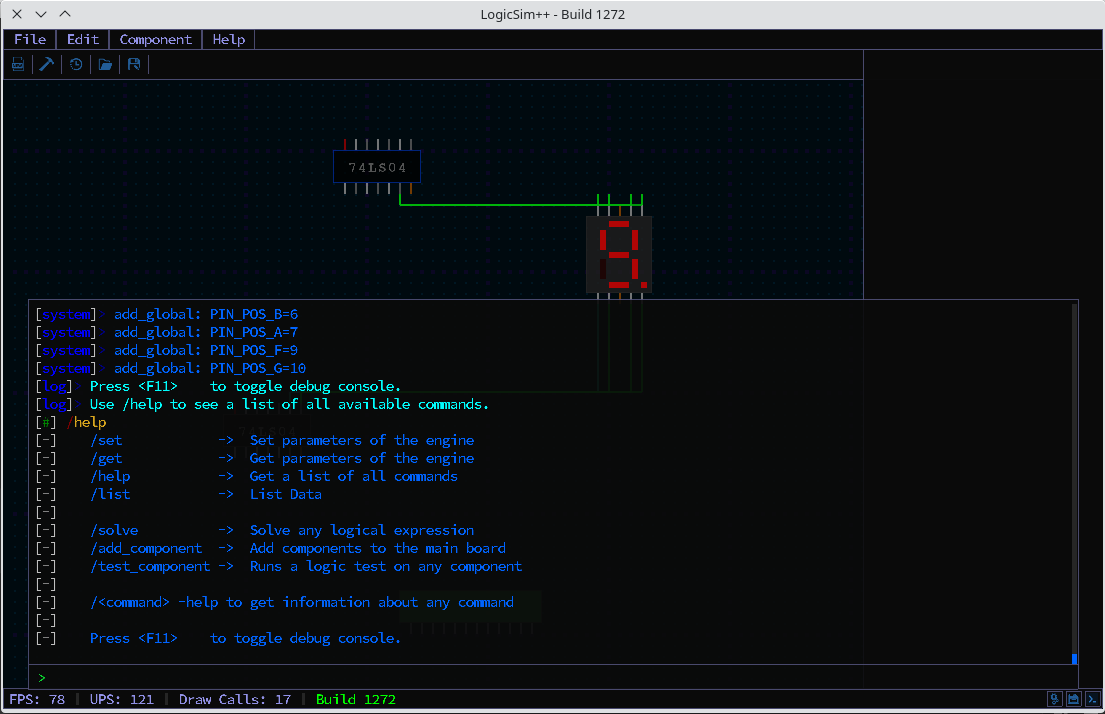 LogicSim++ - Build 1272
File Edit Component Help
74LS04
[system]> add_global: PIN_POS_B=6
[system]> add_global: PIN_POS_A=7
[system]> add_global: PIN_POS_F=9
[system]> add_global: PIN_POS_G=10
[log]> Press <F11> to toggle debug console.
[log]> Use /help to see a list of all available commands.
[#] /help
[-] /set -> Set parameters of the engine
[-] /get -> Get parameters of the engine
[-] /help -> Get a list of all commands
[-] /list -> List Data
[-]
[-] /solve -> Solve any logical expression
[-] /add_component -> Add components to the main board
[-] /test_component -> Runs a logic test on any component
[-]
[-] /<command> -help to get information about any command
[-]
[-] Press <F11> to toggle debug console.
>
FPS: 78 | UPS: 121 | Draw Calls: 17 | Build 1272